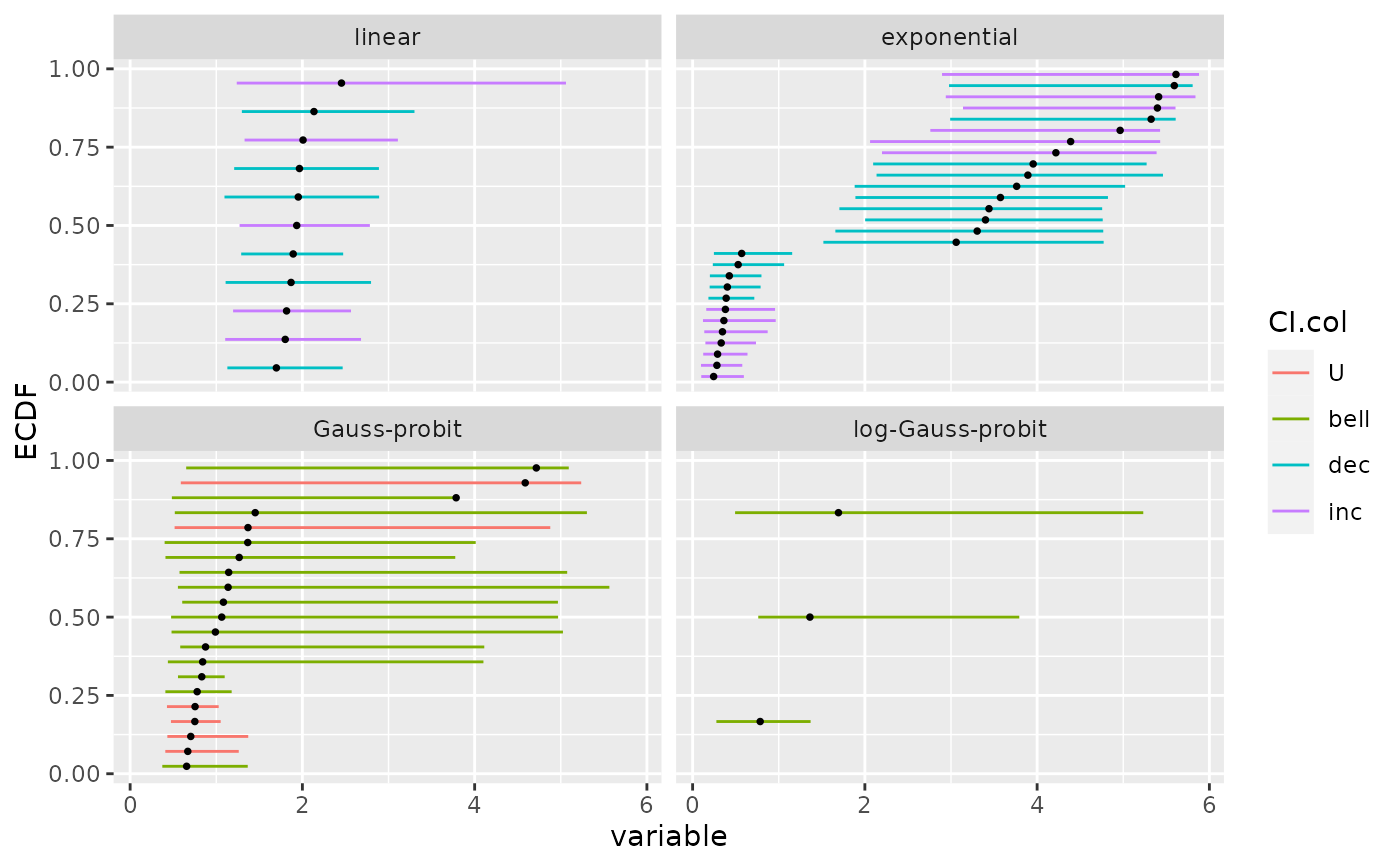 linear
exponential
1.00
0.75
0.50
0.25
0.00
Gauss-probit
log-Gauss-probit
1.00
0.75
0.50
0.25
0.00
0 2 4 6
0 2 4 6
variable
ECDF
CI.col
U
bell
dec
inc